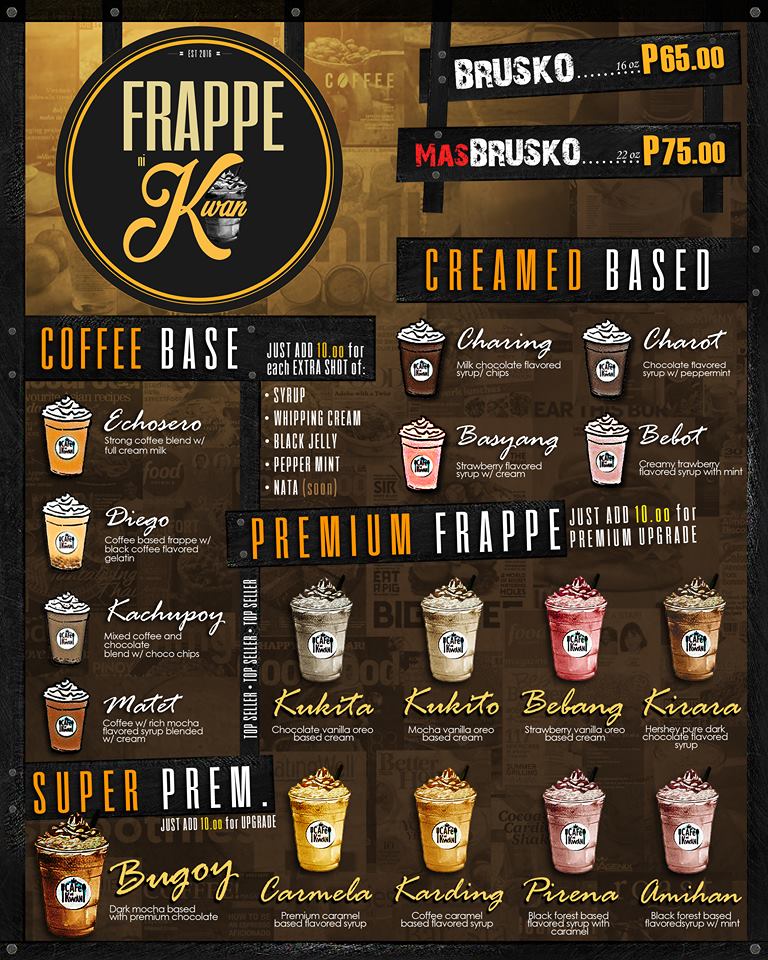 EST 2016
FRAPPE
ni
Kwan
COFFEE
BRUSKO.......... 16 oz P65.00
MASBRUSKO.......... 22 oz P75.00
CREAMED BASED
Charing
Milk chocolate flavored
syrup/ chips
Charot
Chocolate flavored
syrup w/ peppermint
Basyang
Strawberry flavored
syrup w/ cream
Bebot
Creamy trawberry
flavored syrup with mint
COFFEE BASE
JUST ADD 10.00 for
each EXTRA SHOT of:
• SYRUP
• WHIPPING CREAM
• BLACK JELLY
• PEPPER MINT
• NATA (soon)
Echosero
Strong coffee blend w/
full cream milk
Diego
Coffee based frappe w/
black coffee flavored
gelatin
Kachupoy
Mixed coffee and
chocolate
blend w/ choco chips
Matet
Coffee w/ rich mocha
flavored syrup blended
w/ cream
PREMIUM FRAPPE
JUST ADD 10.00 for
PREMIUM UPGRADE
TOP SELLER • TOP SELLER • TOP SELLER
Kukita
Chocolate vanilla oreo
based cream
Kukito
Mocha vanilla oreo
based cream
Bebang
Strawberry vanilla oreo
based cream
Kirara
Hershey pure dark
chocolate flavored
syrup
SUPER PREM.
JUST ADD 10.00 for UPGRADE
Bugoy
Dark mocha based
with premium chocolate
Carmela
Premium caramel
based flavored syrup
Karding
Coffee caramel
based flavored syrup
Pirena
Black forest based
flavored syrup with
caramel
Amihan
Black forest based
flavoredsyrup w/ mint